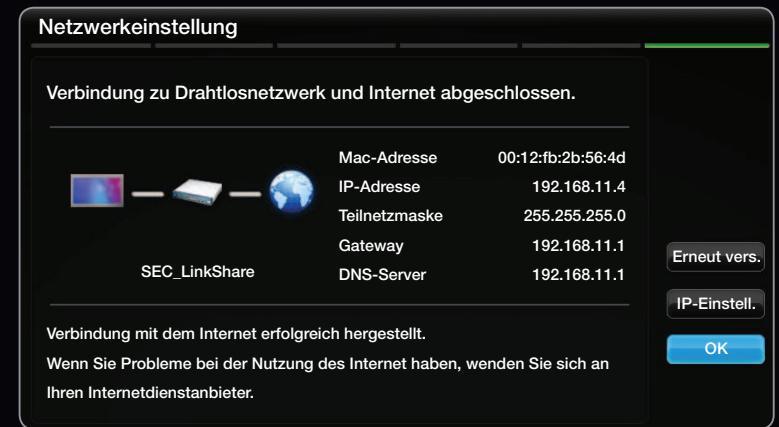 Netzwerkeinstellung
Verbindung zu Drahtlosnetzwerk und Internet abgeschlossen.
Mac-Adresse 00:12:fb:2b:56:4d
IP-Adresse 192.168.11.4
Teilnetzmaske 255.255.255.0
Gateway 192.168.11.1
DNS-Server 192.168.11.1
SEC_LinkShare
Verbindung mit dem Internet erfolgreich hergestellt.
Wenn Sie Probleme bei der Nutzung des Internet haben, wenden Sie sich an
Ihren Internetdienstanbieter.
Erneut vers.
IP-Einstell.
OK